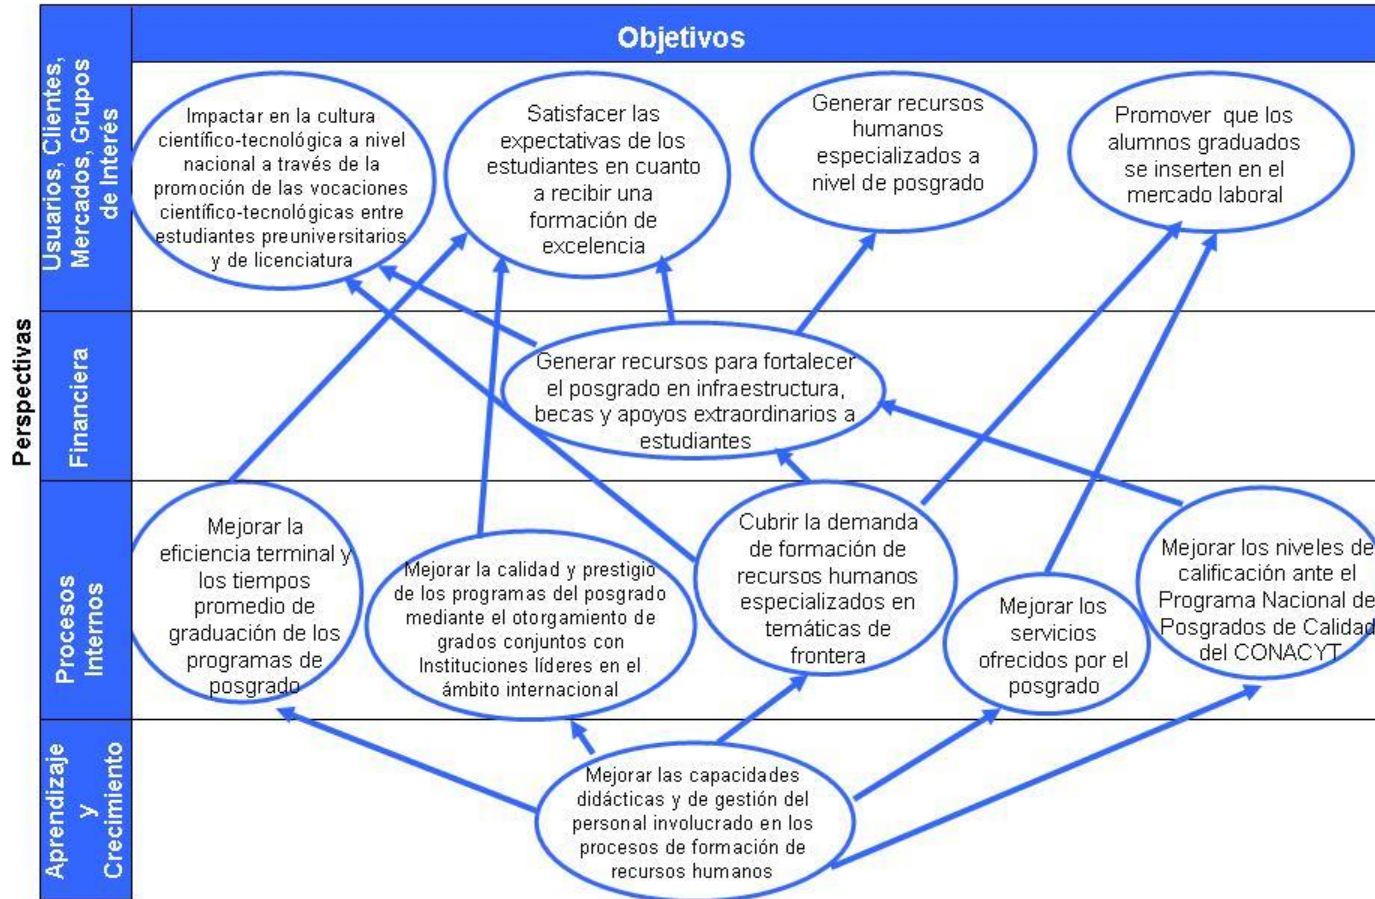 Objetivos
Perspectivas
Usuarios, Clientes,
Mercados, Grupos
de Interés
Impactar en la cultura
científico-tecnológica a nivel
nacional a través de la
promoción de las vocaciones
científico-tecnológicas entre
estudiantes preuniversitarios
y de licenciatura
Satisfacer las
expectativas de los
estudiantes en cuanto
a recibir una
formación de
excelencia
Generar recursos
humanos
especializados a
nivel de posgrado
Promover que los
alumnos graduados
se inserten en el
mercado laboral
Financiera
Generar recursos para fortalecer
el posgrado en infraestructura,
becas y apoyos extraordinarios a
estudiantes
Procesos
Internos
Mejorar la
eficiencia terminal y
los tiempos
promedio de
graduación de los
programas de
posgrado
Mejorar la calidad y prestigio
de los programas del posgrado
mediante el otorgamiento de
grados conjuntos con
Instituciones líderes en el
ámbito internacional
Cubrir la demanda
de formación de
recursos humanos
especializados en
temáticas de
frontera
Mejorar los
servicios
ofrecidos por el
posgrado
Mejorar los niveles de
calificación ante el
Programa Nacional de
Posgrados de Calidad
del CONACYT
Aprendizaje
y
Crecimiento
Mejorar las capacidades
didácticas y de gestión del
personal involucrado en los
procesos de formación de
recursos humanos